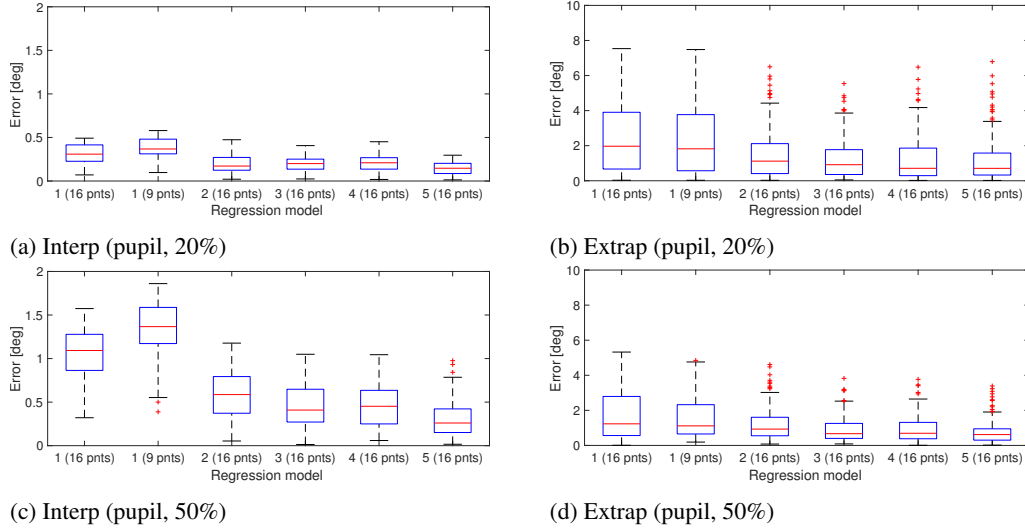 2
1.5
1
0.5
0
Error [deg]
1 (16 pnts) 1 (9 pnts) 2 (16 pnts) 3 (16 pnts) 4 (16 pnts) 5 (16 pnts)
Regression model
(a) Interp (pupil, 20%)
10
8
6
4
2
0
Error [deg]
1 (16 pnts) 1 (9 pnts) 2 (16 pnts) 3 (16 pnts) 4 (16 pnts) 5 (16 pnts)
Regression model
(b) Extrap (pupil, 20%)
2
1.5
1
0.5
0
Error [deg]
1 (16 pnts) 1 (9 pnts) 2 (16 pnts) 3 (16 pnts) 4 (16 pnts) 5 (16 pnts)
Regression model
(c) Interp (pupil, 50%)
10
8
6
4
2
0
Error [deg]
1 (16 pnts) 1 (9 pnts) 2 (16 pnts) 3 (16 pnts) 4 (16 pnts) 5 (16 pnts)
Regression model
(d) Extrap (pupil, 50%)